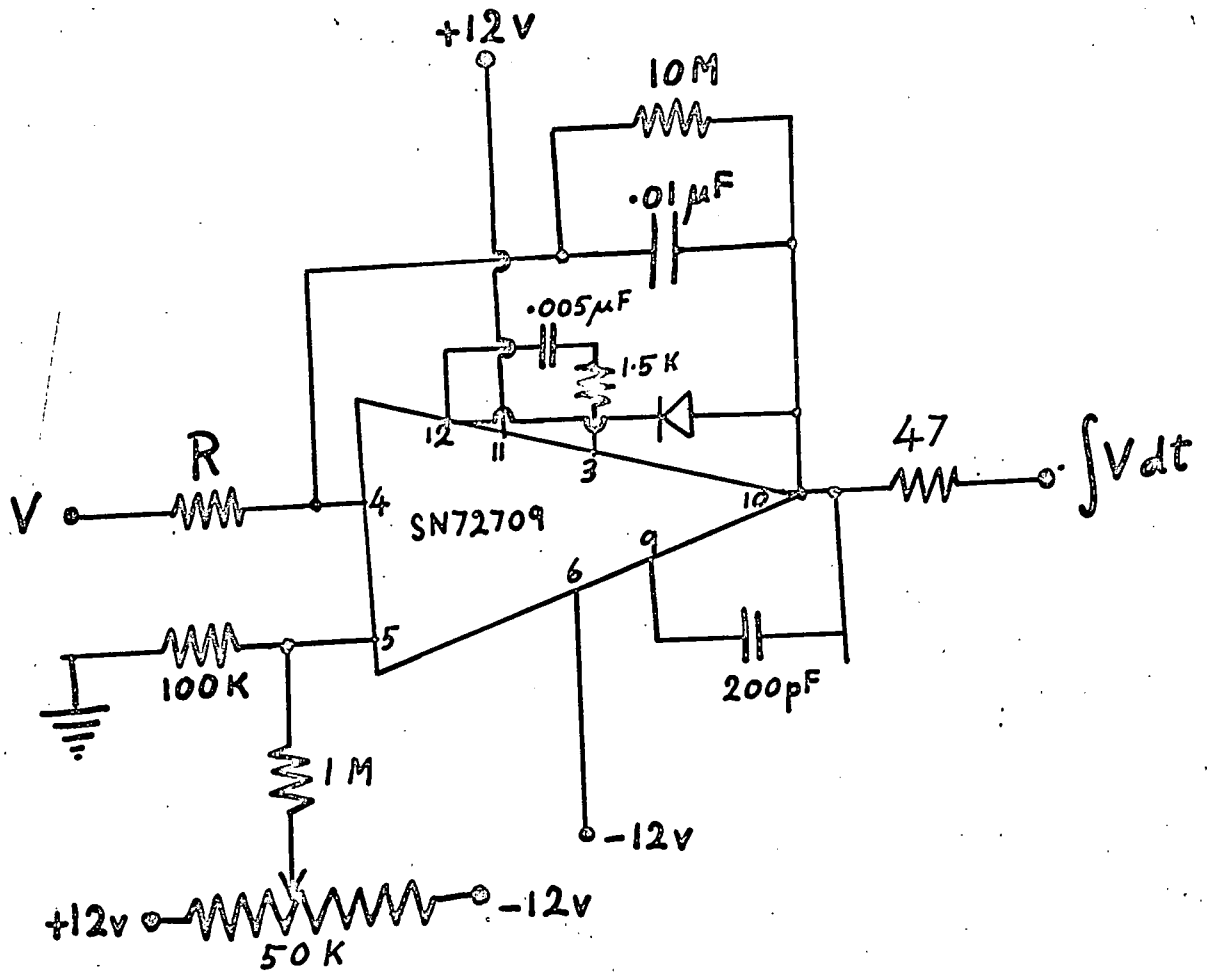 +12v
10M
.01µF
.005µF
1.5K
12
11
3
47
R
∫Vdt
V
4
SN72709
10
9
6
5
100K
200pF
1M
-12v
+12v
-12v
50K